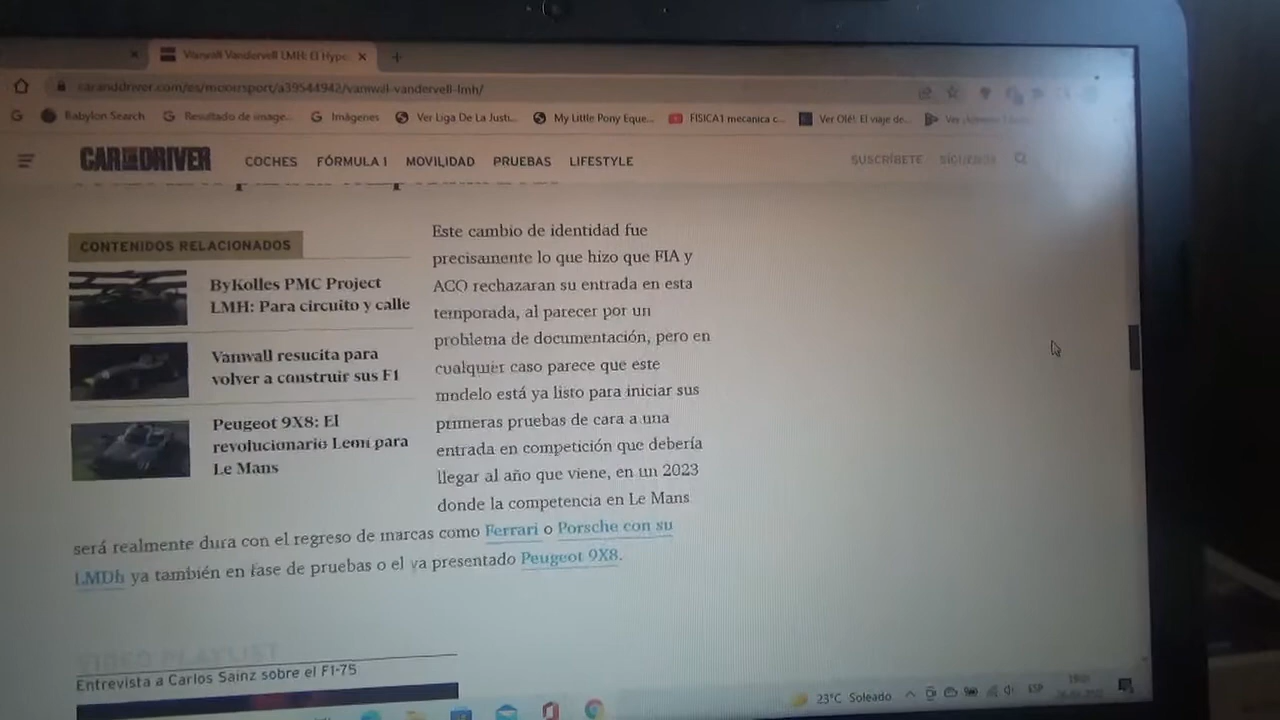 Vanwall Vandervell LMH: El Hype
caranddriver.com/es/motorsport/a39544942/vanwall-vandervell-lmh/
Babylon Search
Resultado de image...
Imágenes
Ver Liga De La Justi...
My Little Pony Eque...
FISICA1 mecanica c...
Ver Olé!. El viaje de...
Ver
CAR AND DRIVER
COCHES
FÓRMULA 1
MOVILIDAD
PRUEBAS
LIFESTYLE
SUSCRÍBETE
SÍGUENOS
CONTENIDOS RELACIONADOS
ByKolles PMC Project
LMH: Para circuito y calle
Vanwall resucita para
volver a construir sus F1
Peugeot 9X8: El
revolucionario Leon para
Le Mans
Este cambio de identidad fue
precisamente lo que hizo que FIA y
ACO rechazaran su entrada en esta
temporada, al parecer por un
problema de documentación, pero en
cualquier caso parece que este
modelo está ya listo para iniciar sus
primeras pruebas de cara a una
entrada en competición que debería
llegar al año que viene, en un 2023
donde la competencia en Le Mans
será realmente dura con el regreso de marcas como Ferrari o Porsche con su
LMDh ya también en fase de pruebas o el ya presentado Peugeot 9X8.
VIDEO PLAYLIST
Entrevista a Carlos Sainz sobre el F1-75
23°C Soleado
ESP